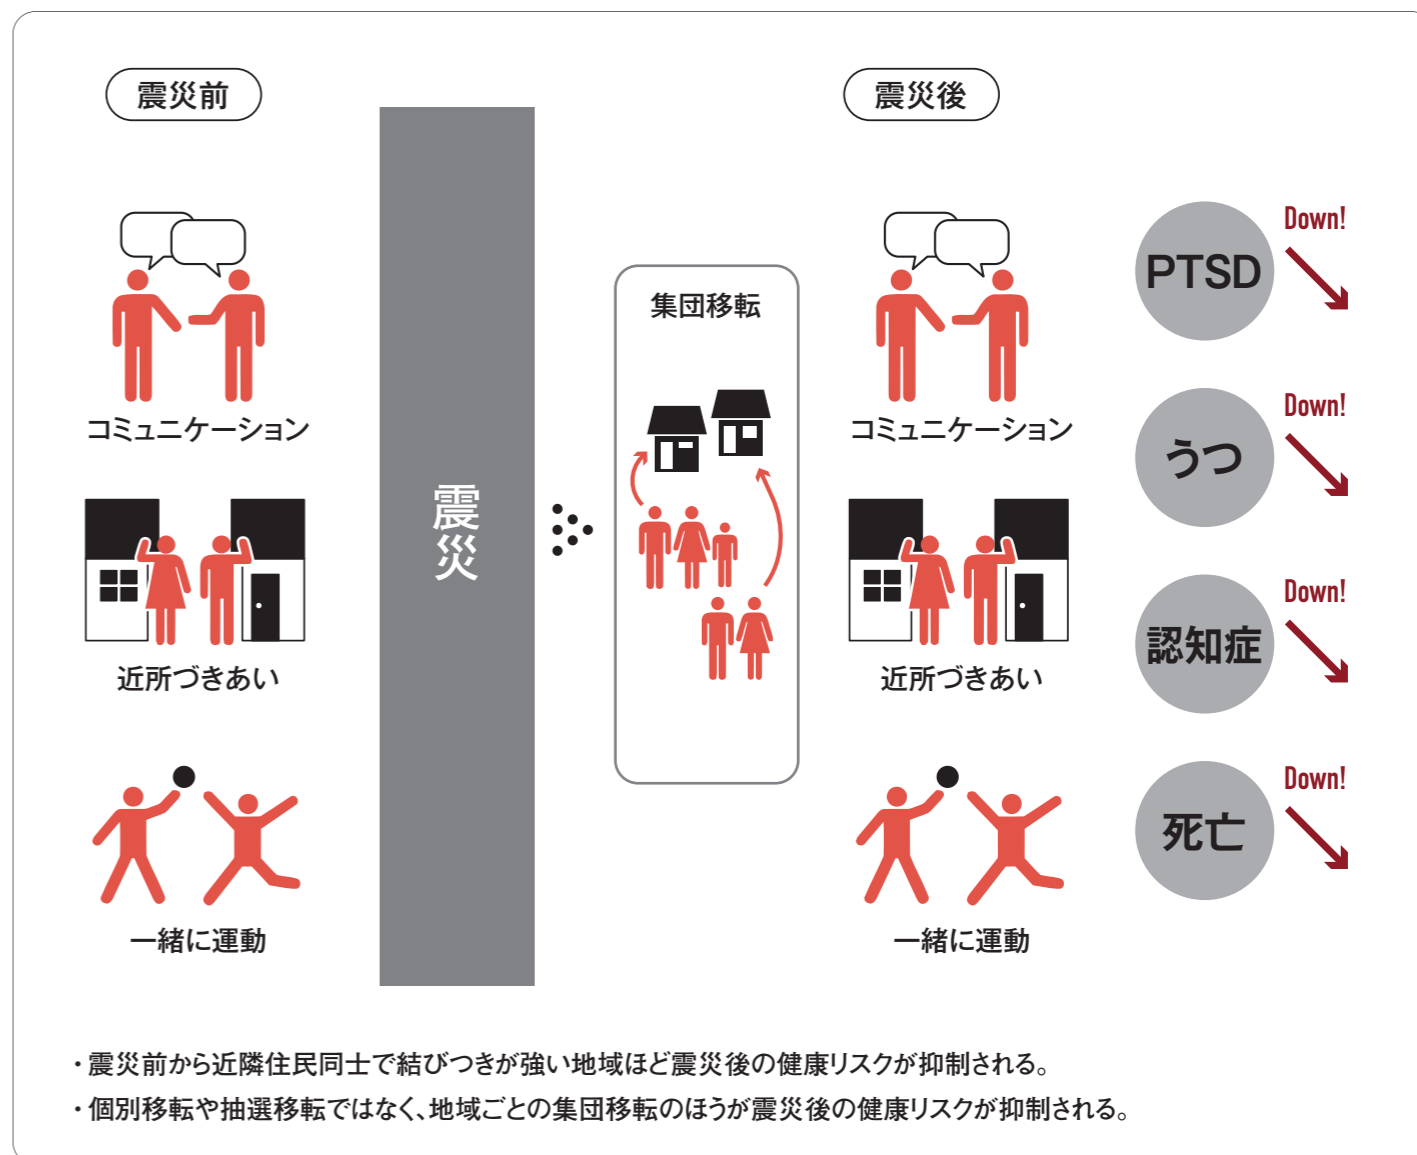 震災前
コミュニケーション
近所づきあい
一緒に運動
震災
集団移転
震災後
コミュニケーション
近所づきあい
一緒に運動
PTSD
Down!
うつ
Down!
認知症
Down!
死亡
Down!
・震災前から近隣住民同士で結びつきが強い地域ほど震災後の健康リスクが抑制される。
・個別移転や抽選移転ではなく、地域ごとの集団移転のほうが震災後の健康リスクが抑制される。